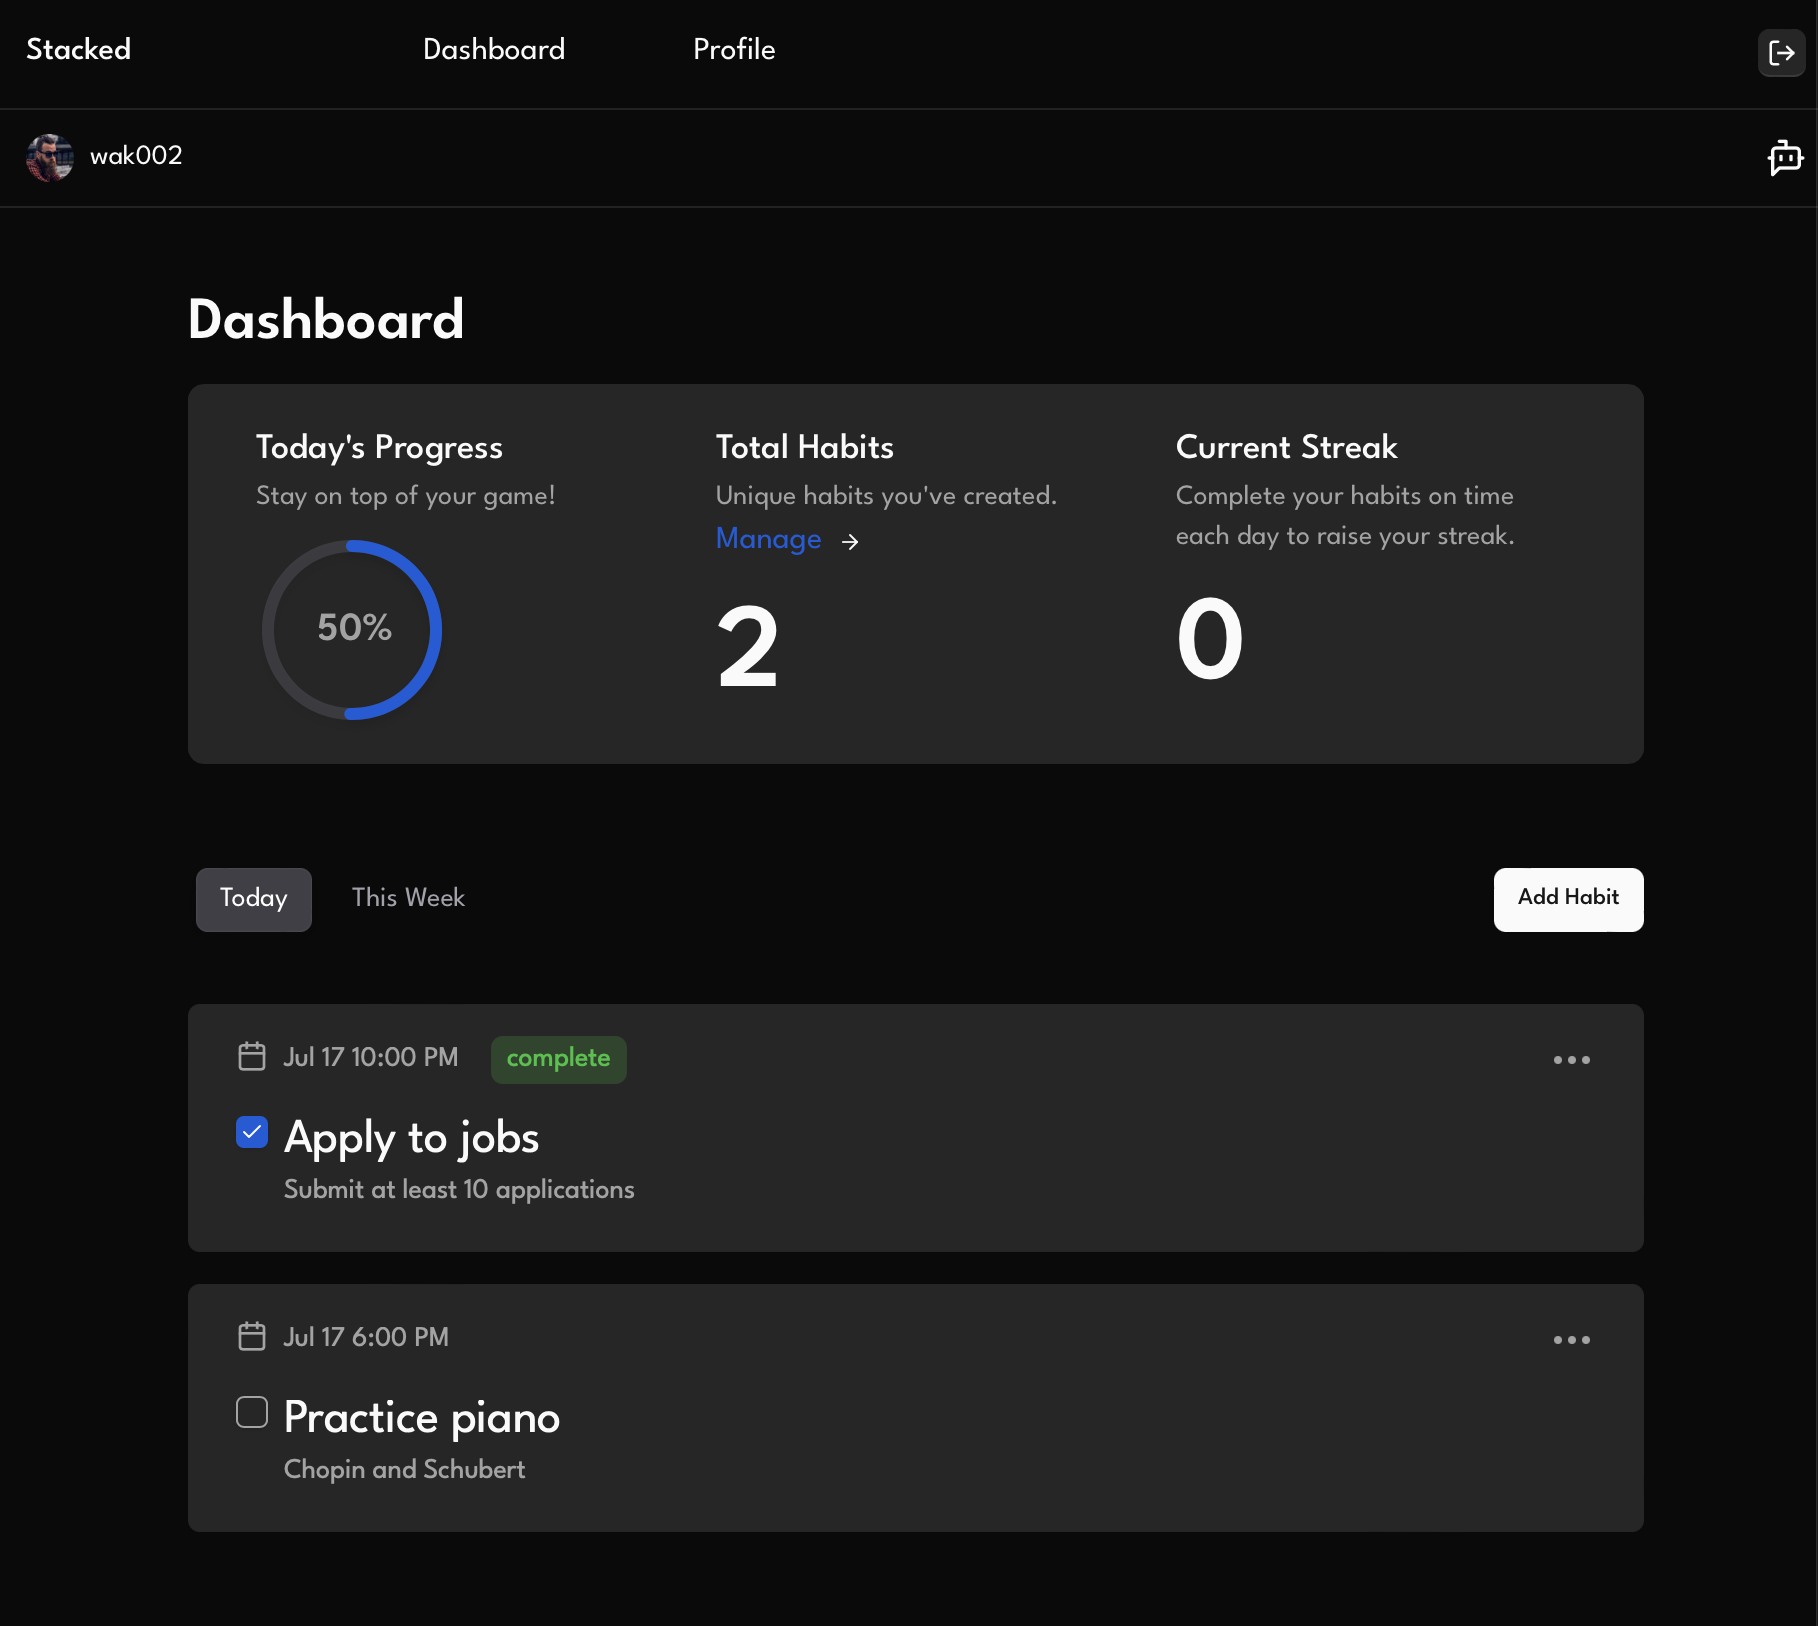 Stacked
Dashboard
Profile
wak002
Dashboard
Today's Progress
Stay on top of your game!
50%
Total Habits
Unique habits you've created.
Manage →
2
Current Streak
Complete your habits on time
each day to raise your streak.
0
Today
This Week
Add Habit
Jul 17 10:00 PM
complete
Apply to jobs
Submit at least 10 applications
Jul 17 6:00 PM
Practice piano
Chopin and Schubert